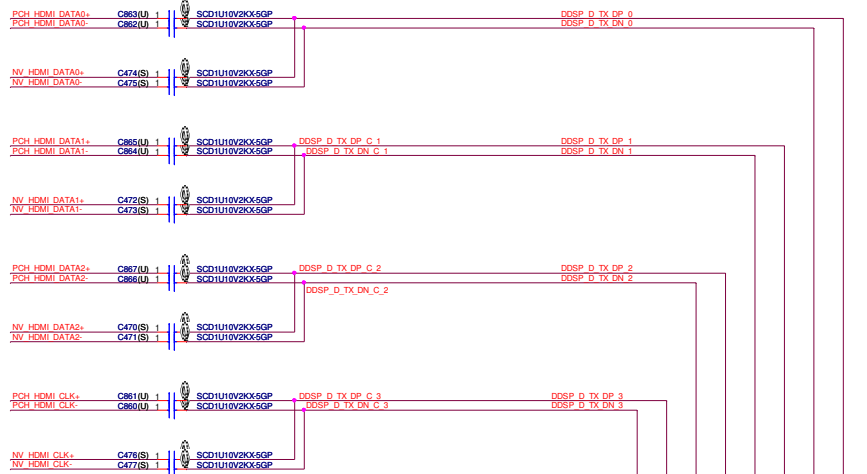 PCH_HDMI_DATA0+ C863(U) 1 SCD1U10V2KX-5GP DDSP_D_TX_DP_0
PCH_HDMI_DATA0- C862(U) 1 SCD1U10V2KX-5GP DDSP_D_TX_DN_0
NV_HDMI_DATA0+ C474(S) 1 SCD1U10V2KX-5GP
NV_HDMI_DATA0- C475(S) 1 SCD1U10V2KX-5GP
PCH_HDMI_DATA1+ C865(U) 1 SCD1U10V2KX-5GP DDSP_D_TX_DP_C_1 DDSP_D_TX_DP_1
PCH_HDMI_DATA1- C864(U) 1 SCD1U10V2KX-5GP DDSP_D_TX_DN_C_1 DDSP_D_TX_DN_1
NV_HDMI_DATA1+ C472(S) 1 SCD1U10V2KX-5GP
NV_HDMI_DATA1- C473(S) 1 SCD1U10V2KX-5GP
PCH_HDMI_DATA2+ C867(U) 1 SCD1U10V2KX-5GP DDSP_D_TX_DP_C_2 DDSP_D_TX_DP_2
PCH_HDMI_DATA2- C866(U) 1 SCD1U10V2KX-5GP DDSP_D_TX_DN_2
DDSP_D_TX_DN_C_2
NV_HDMI_DATA2+ C470(S) 1 SCD1U10V2KX-5GP
NV_HDMI_DATA2- C471(S) 1 SCD1U10V2KX-5GP
PCH_HDMI_CLK+ C861(U) 1 SCD1U10V2KX-5GP DDSP_D_TX_DP_C_3 DDSP_D_TX_DP_3
PCH_HDMI_CLK- C860(U) 1 SCD1U10V2KX-5GP DDSP_D_TX_DN_C_3 DDSP_D_TX_DN_3
NV_HDMI_CLK+ C476(S) 1 SCD1U10V2KX-5GP
NV_HDMI_CLK- C477(S) 1 SCD1U10V2KX-5GP